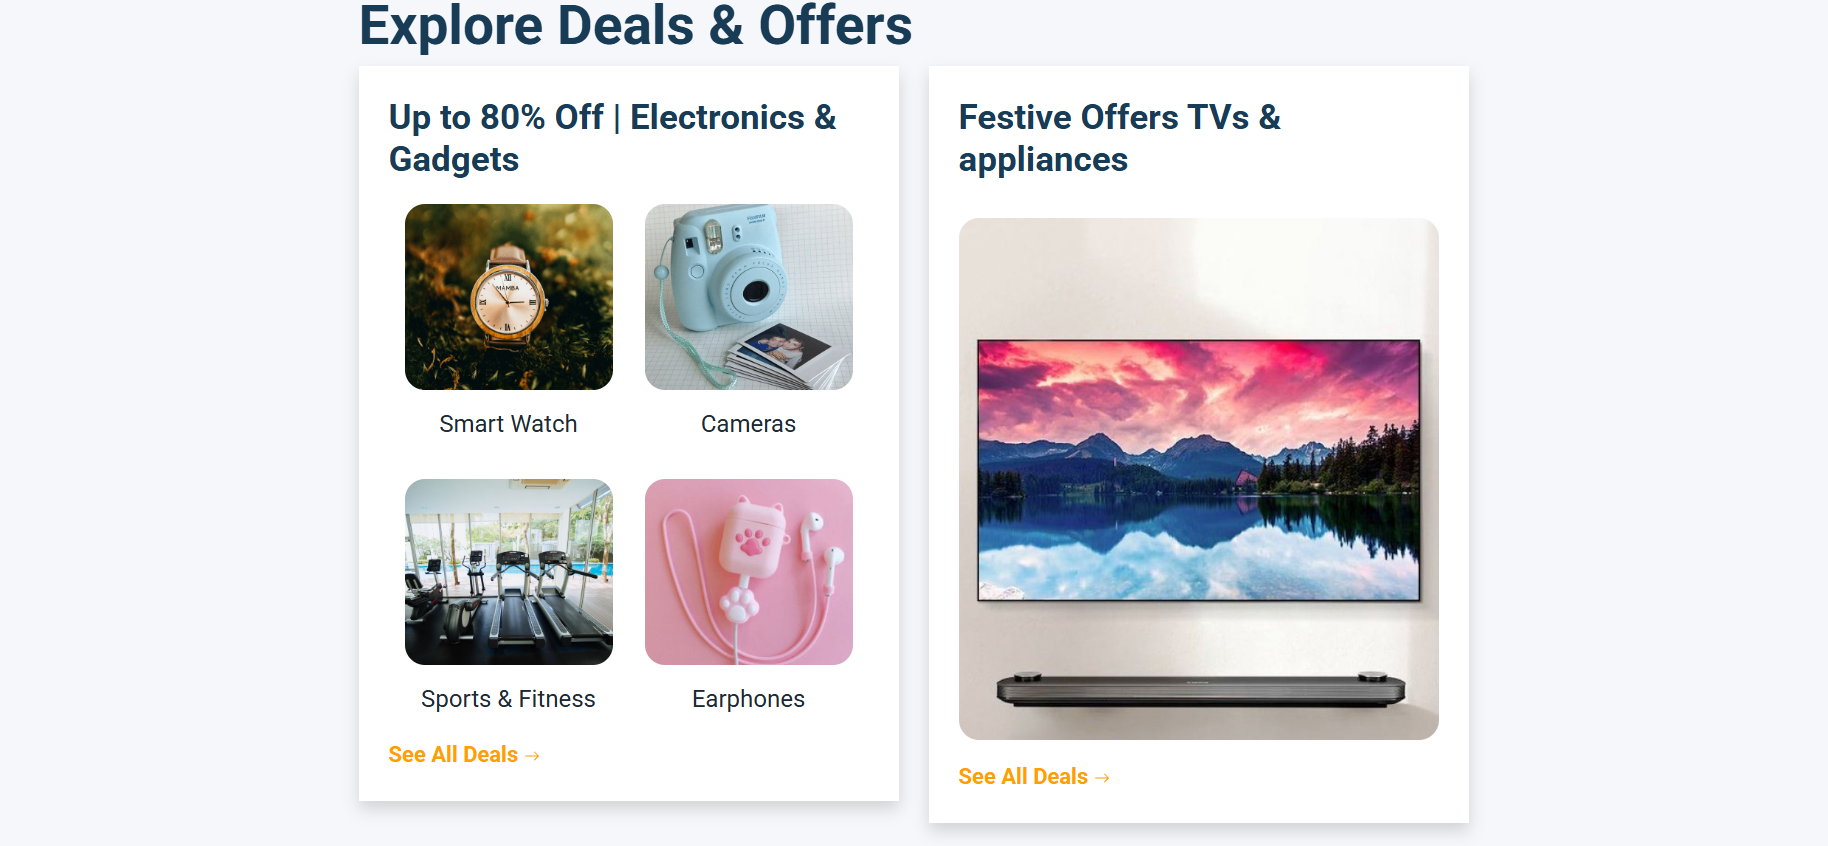 Explore Deals & Offers
Up to 80% Off | Electronics &
Gadgets
MAMBA
Smart Watch
Cameras
Sports & Fitness
Earphones
See All Deals →
Festive Offers TVs &
appliances
See All Deals →